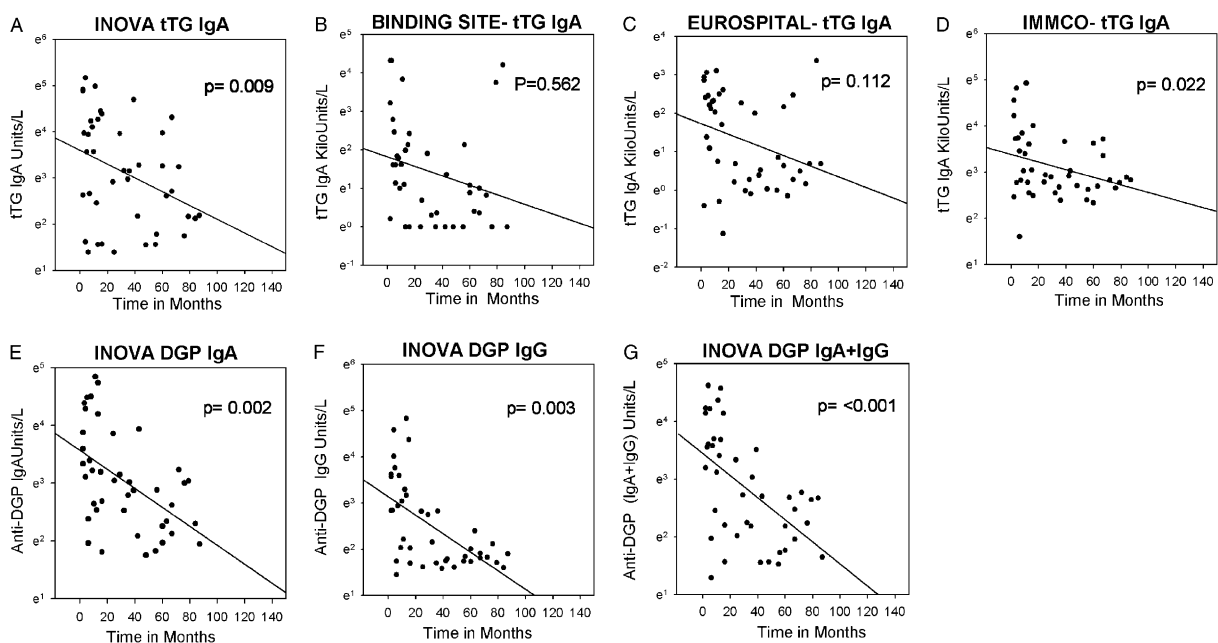 A
INOVA tTG IgA
e⁶
e⁵
e⁴
e³
e²
e¹
tTG IgA Units/L
p= 0.009
0 20 40 60 80 100 120 140
Time in Months
B
BINDING SITE- tTG IgA
e⁵
e⁴
e³
e²
e¹
e⁰
e⁻¹
tTG IgA KiloUnits/L
P=0.562
0 20 40 60 80 100 120 140
Time in Months
C
EUROSPITAL- tTG IgA
e⁴
e³
e²
e¹
e⁰
e⁻¹
e⁻²
tTG IgA KiloUnits/L
p= 0.112
0 20 40 60 80 100 120 140
Time in Months
D
IMMCO- tTG IgA
e⁶
e⁵
e⁴
e³
e²
e¹
tTG IgA KiloUnits/L
p= 0.022
0 20 40 60 80 100 120 140
Time in Months
E
INOVA DGP IgA
e⁵
e⁴
e³
e²
e¹
Anti-DGP IgAUnits/L
p= 0.002
0 20 40 60 80 100 120 140
Time in Months
F
INOVA DGP IgG
e⁶
e⁵
e⁴
e³
e²
e¹
Anti-DGP IgG Units/L
p= 0.003
0 20 40 60 80 100 120 140
Time in Months
G
INOVA DGP IgA+IgG
e⁵
e⁴
e³
e²
e¹
Anti-DGP (IgA+IgG) Units/L
p= <0.001
0 20 40 60 80 100 120 140
Time in Months